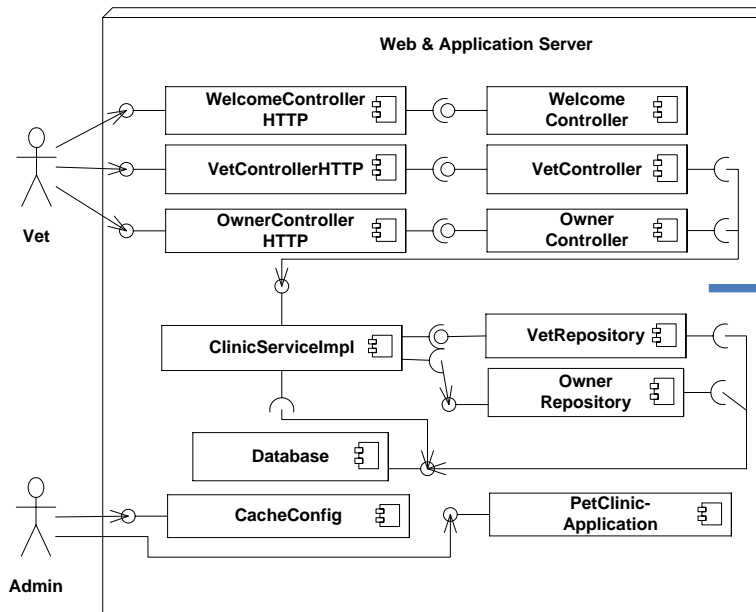 Web & Application Server
WelcomeController
HTTP
Welcome
Controller
VetControllerHTTP
VetController
Vet
OwnerController
HTTP
Owner
Controller
ClinicServiceImpl
VetRepository
Owner
Repository
Database
CacheConfig
PetClinic-
Application
Admin